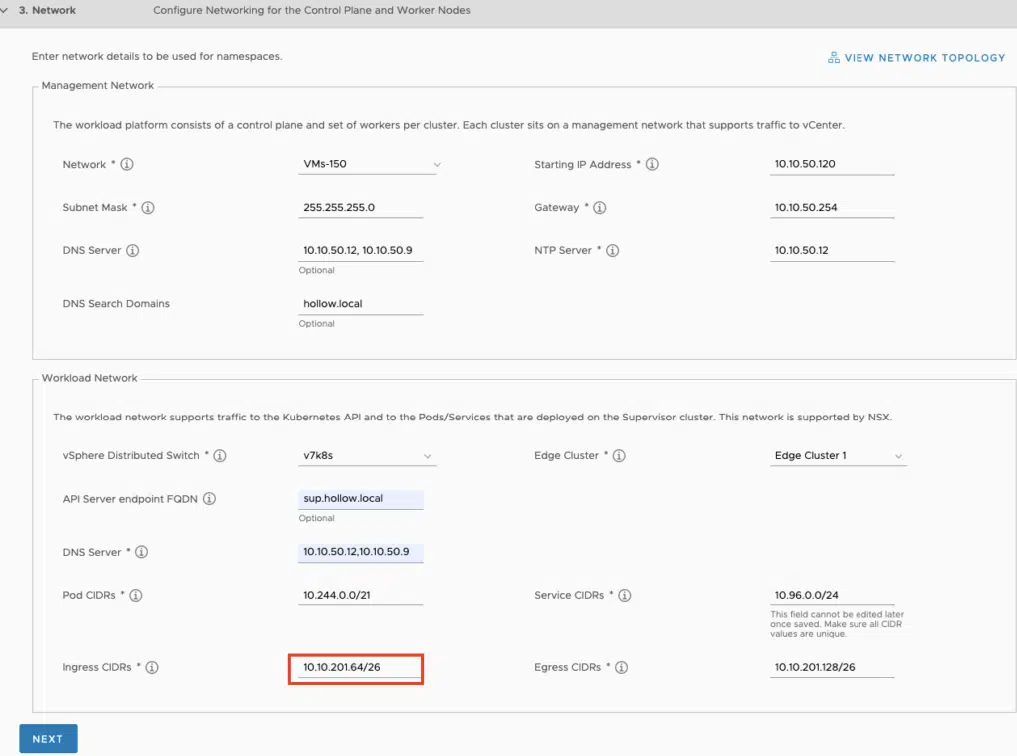 3. Network Configure Networking for the Control Plane and Worker Nodes
Enter network details to be used for namespaces.
VIEW NETWORK TOPOLOGY
Management Network
The workload platform consists of a control plane and set of workers per cluster. Each cluster sits on a management network that supports traffic to vCenter.
Network * VMs-150 Starting IP Address * 10.10.50.120
Subnet Mask * 255.255.255.0 Gateway * 10.10.50.254
DNS Server 10.10.50.12, 10.10.50.9 NTP Server * 10.10.50.12
Optional
DNS Search Domains hollow.local
Optional
Workload Network
The workload network supports traffic to the Kubernetes API and to the Pods/Services that are deployed on the Supervisor cluster. This network is supported by NSX.
vSphere Distributed Switch * v7k8s Edge Cluster * Edge Cluster 1
API Server endpoint FQDN sup.hollow.local
Optional
DNS Server * 10.10.50.12,10.10.50.9
Pod CIDRs * 10.244.0.0/21 Service CIDRs * 10.96.0.0/24
This field cannot be edited later
once saved. Make sure all CIDR
values are unique.
Ingress CIDRs * 10.10.201.64/26 Egress CIDRs * 10.10.201.128/26
NEXT